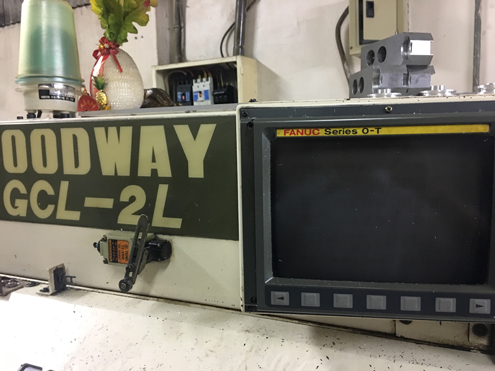 OODWAY
GCL-2L
FANUC Series 0-T